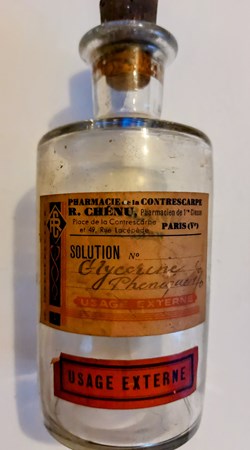 PHARMACIE de la CONTRESCARPE
R. CHÉNU, Pharmacien de 1re Classe
Place de la Contrescarpe
et 49, Rue Lacépède PARIS (Ve)
SOLUTION No
Glycerine
USAGE EXTERNE
USAGE EXTERNE